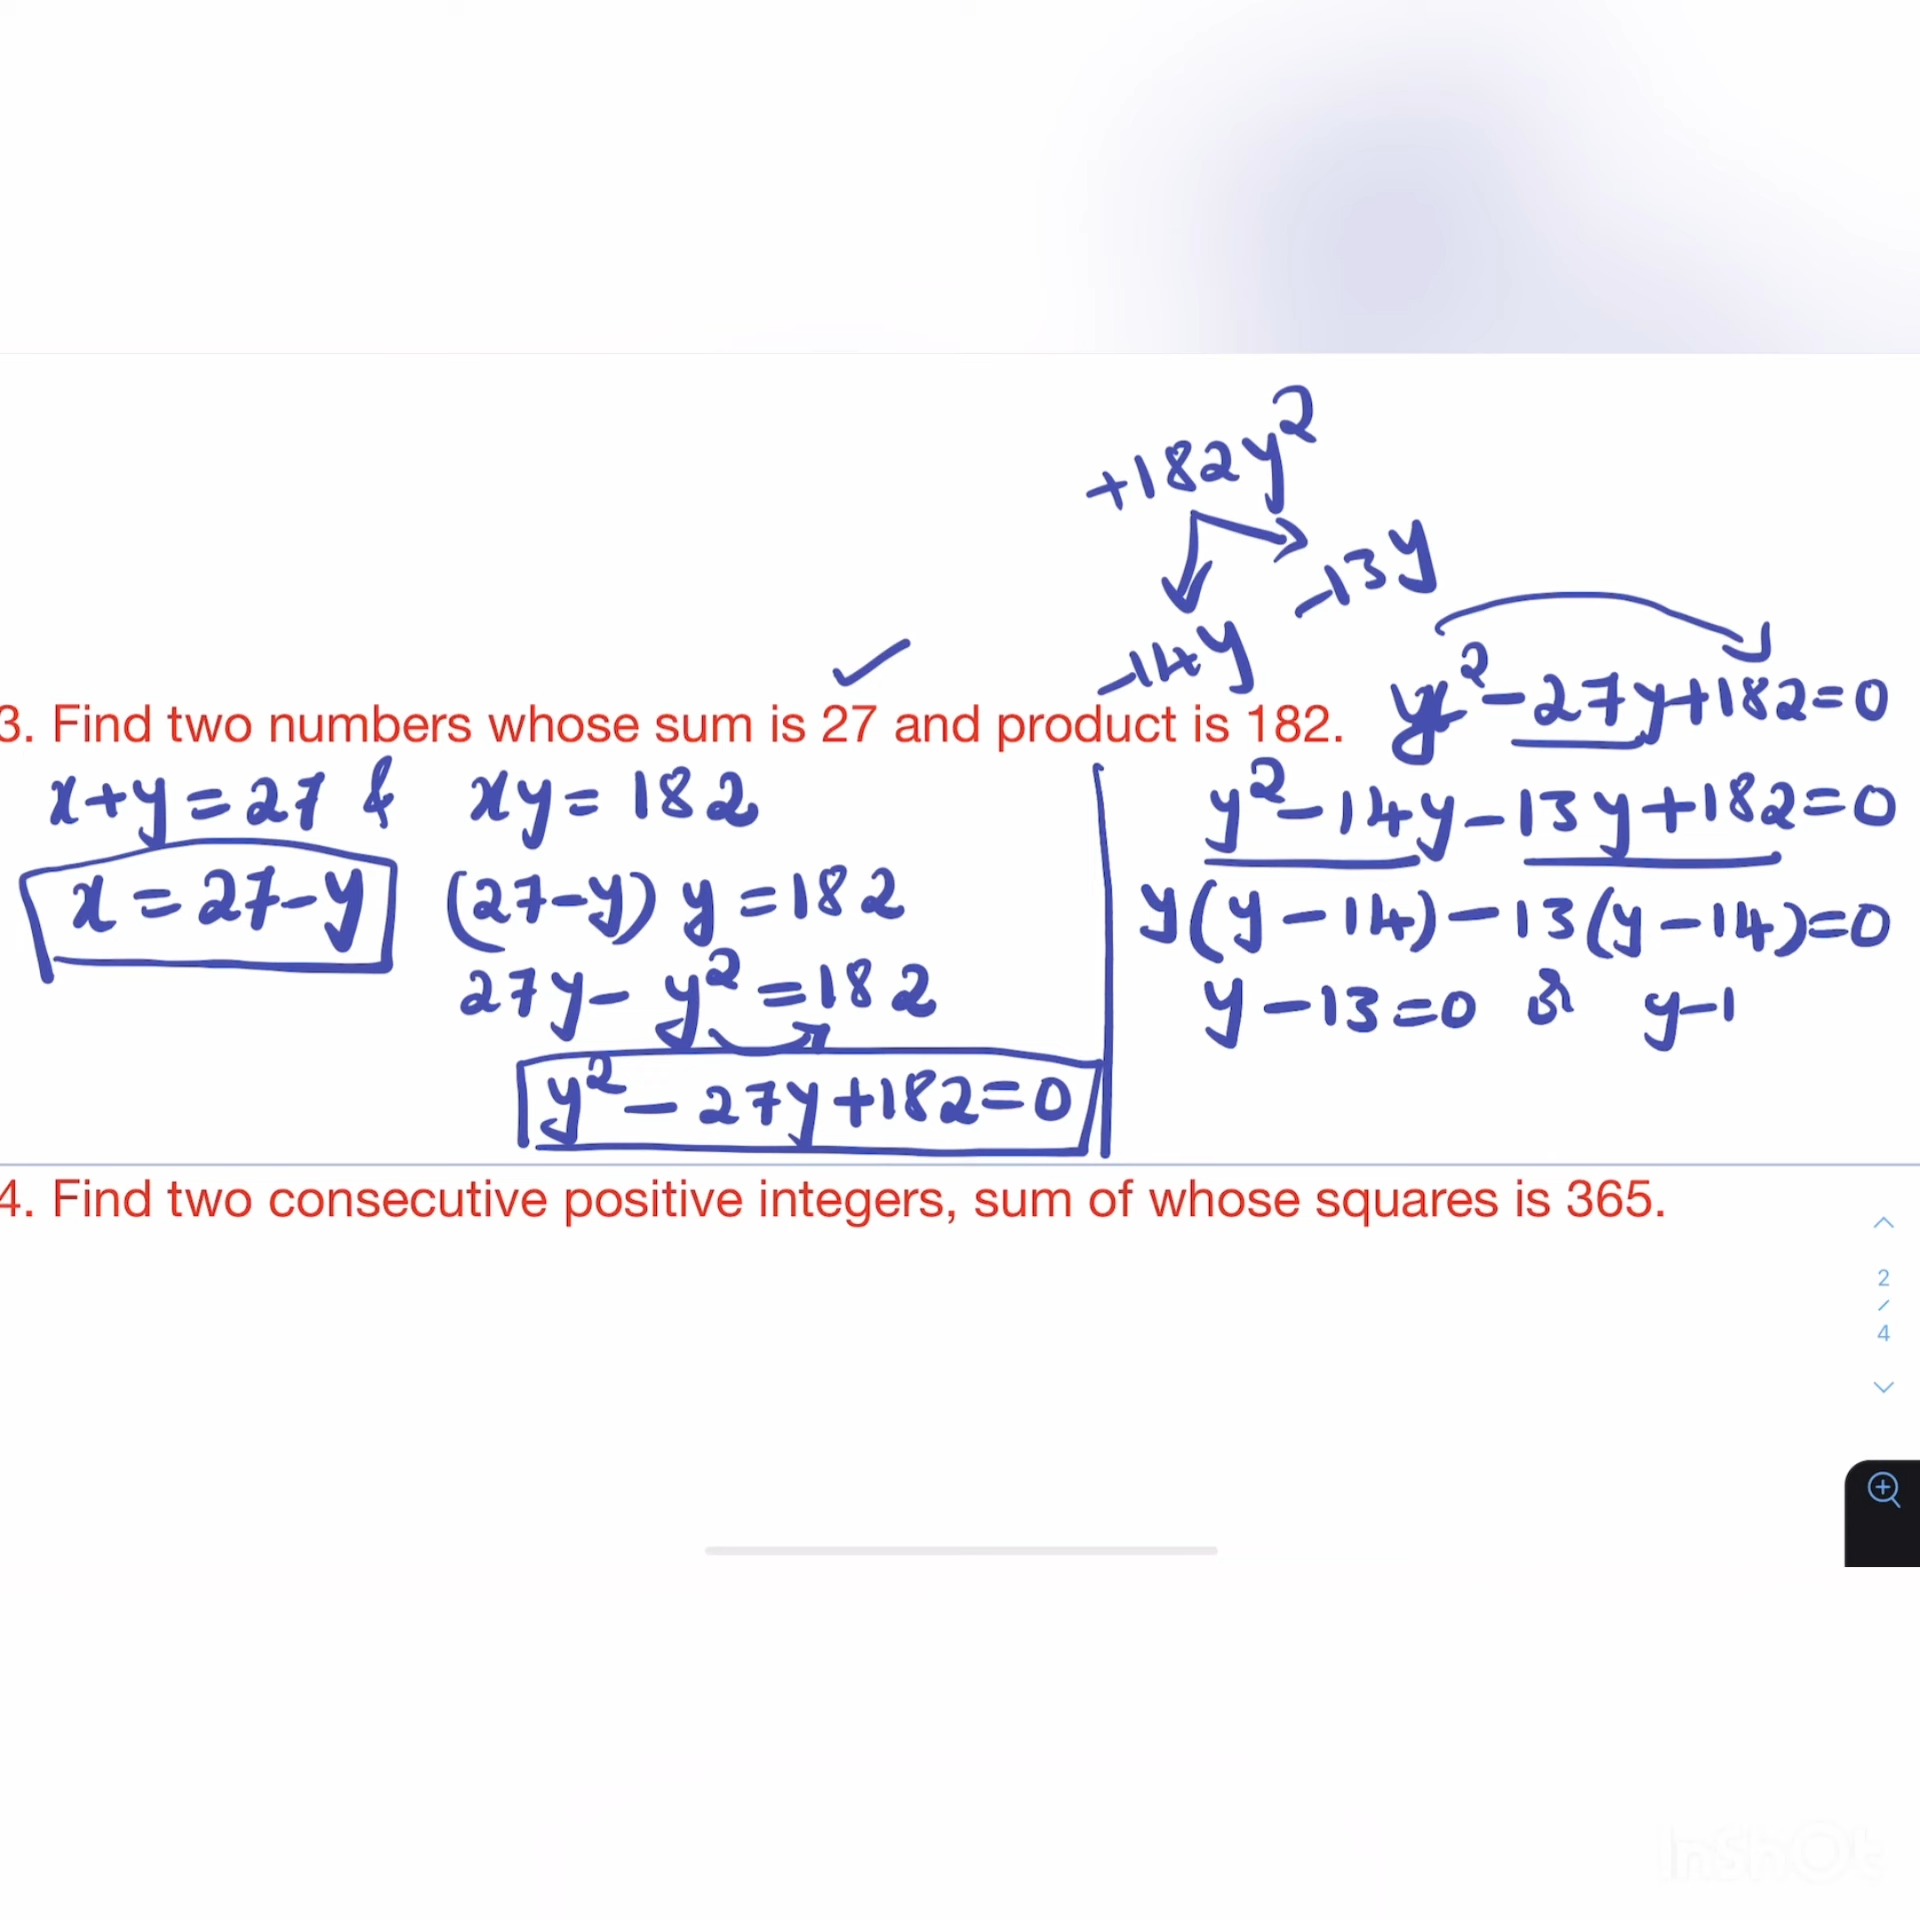 +182y²
-13y
-14y
3. Find two numbers whose sum is 27 and product is 182.
x+y=27 & xy=182
x=27-y (27-y)y=182
27y-y²=182
y²-27y+182=0
y²-27y+182=0
y²-14y-13y+182=0
y(y-14)-13(y-14)=0
y-13=0 or y-1
4. Find two consecutive positive integers, sum of whose squares is 365.
2
/
4
InShOt